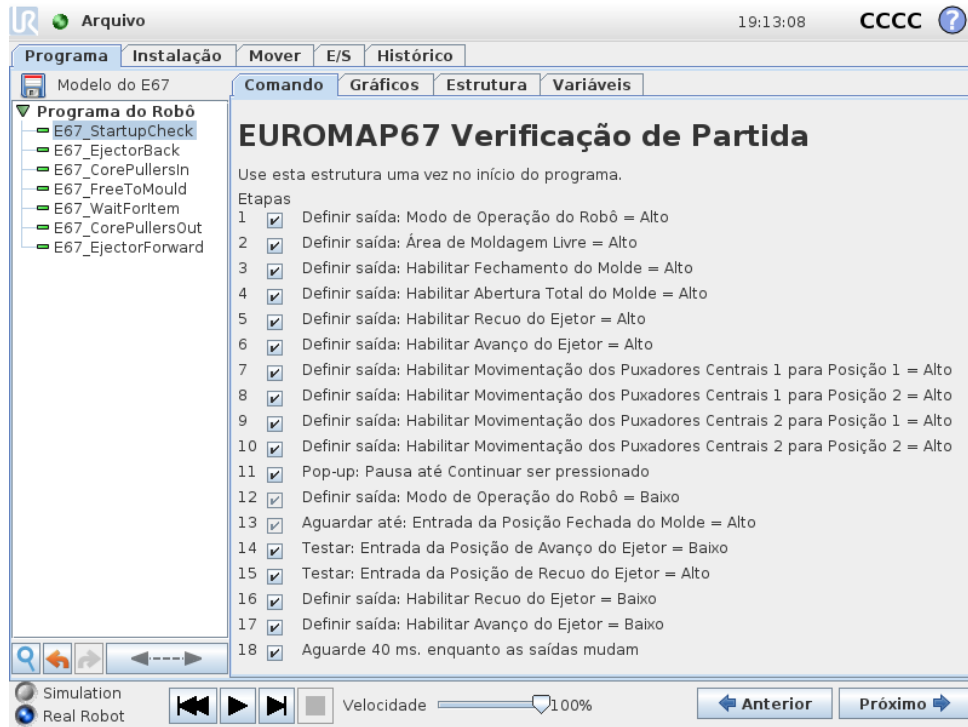 UR Arquivo 19:13:08 CCCC ?
Programa Instalação Mover E/S Histórico
Modelo do E67 Comando Gráficos Estrutura Variáveis
Programa do Robô
E67_StartupCheck
E67_EjectorBack
E67_CorePullersIn
E67_FreeToMould
E67_WaitForItem
E67_CorePullersOut
E67_EjectorForward
EUROMAP67 Verificação de Partida
Use esta estrutura uma vez no início do programa.
Etapas
1 Definir saída: Modo de Operação do Robô = Alto
2 Definir saída: Área de Moldagem Livre = Alto
3 Definir saída: Habilitar Fechamento do Molde = Alto
4 Definir saída: Habilitar Abertura Total do Molde = Alto
5 Definir saída: Habilitar Recuo do Ejetor = Alto
6 Definir saída: Habilitar Avanço do Ejetor = Alto
7 Definir saída: Habilitar Movimentação dos Puxadores Centrais 1 para Posição 1 = Alto
8 Definir saída: Habilitar Movimentação dos Puxadores Centrais 1 para Posição 2 = Alto
9 Definir saída: Habilitar Movimentação dos Puxadores Centrais 2 para Posição 1 = Alto
10 Definir saída: Habilitar Movimentação dos Puxadores Centrais 2 para Posição 2 = Alto
11 Pop-up: Pausa até Continuar ser pressionado
12 Definir saída: Modo de Operação do Robô = Baixo
13 Aguardar até: Entrada da Posição Fechada do Molde = Alto
14 Testar: Entrada da Posição de Avanço do Ejetor = Baixo
15 Testar: Entrada da Posição de Recuo do Ejetor = Alto
16 Definir saída: Habilitar Recuo do Ejetor = Baixo
17 Definir saída: Habilitar Avanço do Ejetor = Baixo
18 Aguarde 40 ms. enquanto as saídas mudam
Simulation
Real Robot
Velocidade 100% Anterior Próximo